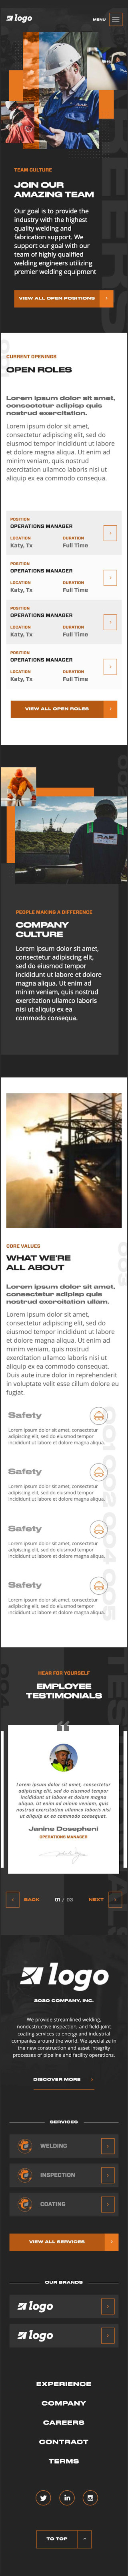 logo
MENU
TEAM CULTURE
JOIN OUR
AMAZING TEAM
Our goal is to provide the
industry with the highest
quality welding and
fabrication support. We
support our goal with our
team of highly qualified
welding engineers utilizing
premier welding equipment
VIEW ALL OPEN POSITIONS
CURRENT OPENINGS
OPEN ROLES
Lorem ipsum dolor sit amet,
consectetur adipisci quis
nostrud exercitation.
Lorem ipsum dolor sit amet,
consectetur adipiscing elit, sed do
eiusmod tempor incididunt ut
labore et dolore magna aliqua. Ut
enim ad minim veniam, quis
nostrud exercitation ullamco
laboris nisi ut aliquip ex ea
commodo consequat.
POSITION
OPERATIONS MANAGER
LOCATION DURATION
Katy, Tx Full Time
POSITION
OPERATIONS MANAGER
LOCATION DURATION
Katy, Tx Full Time
POSITION
OPERATIONS MANAGER
LOCATION DURATION
Katy, Tx Full Time
POSITION
OPERATIONS MANAGER
LOCATION DURATION
Katy, Tx Full Time
VIEW ALL OPEN ROLES
PEOPLE MAKING A DIFFERENCE
COMPANY
CULTURE
Lorem ipsum dolor sit amet,
consectetur adipiscing elit,
sed do eiusmod tempor
incididunt ut labore et dolore
magna aliqua. Ut enim ad
minim veniam, quis nostrud
exercitation ullamco laboris
nisi ut aliquip ex ea
commodo consequa.
CORE VALUES
WHAT WE'RE
ALL ABOUT
Lorem ipsum dolor sit amet,
consectetur adipisci quis
nostrud exercitation ullam.
Lorem ipsum dolor sit amet,
consectetur adipiscing elit, sed do
eiusmod tempor incididunt ut
labore et dolore magna aliqua. Ut
enim ad minim veniam, quis
nostrud exercitation ullamco
laboris nisi ut aliquip ex ea
commodo consequat.
Duis aute irure dolor in reprehenderit
in voluptate velit esse cillum dolore eu
fugiat.
Safety
Lorem ipsum dolor sit amet, consectetur
adipiscing elit, sed do eiusmod tempor
incididunt ut labore et dolore magna aliqua.
Safety
Lorem ipsum dolor sit amet, consectetur
adipiscing elit, sed do eiusmod tempor
incididunt ut labore et dolore magna aliqua.
Safety
Lorem ipsum dolor sit amet, consectetur
adipiscing elit, sed do eiusmod tempor
incididunt ut labore et dolore magna aliqua.
Safety
Lorem ipsum dolor sit amet, consectetur
adipiscing elit, sed do eiusmod tempor
incididunt ut labore et dolore magna aliqua.
HEAR FOR YOURSELF
EMPLOYEE
TESTIMONIALS
Lorem ipsum dolor sit amet, consectetur
adipiscing elit, sed do eiusmod tempor
incididunt ut labore et dolore magna
aliqua. Ut enim ad minim veniam, quis
nostrud exercitation ullamco laboris nisi
ut aliquip ex ea commodo consequat.
Janine Dosephani
OPERATIONS MANAGER
BACK 01 / 03 NEXT
logo
2020 COMPANY, INC.
We provide streamlined welding,
nondestructive inspection, and field-joint
coating services to energy and industrial
companies around the world. We specialize in
the new construction and asset integrity
processes of pipeline and facility operations.
DISCOVER MORE
SERVICES
WELDING
INSPECTION
COATING
VIEW ALL SERVICES
OUR BRANDS
logo
logo
EXPERIENCE
COMPANY
CAREERS
CONTRACT
TERMS
TO TOP